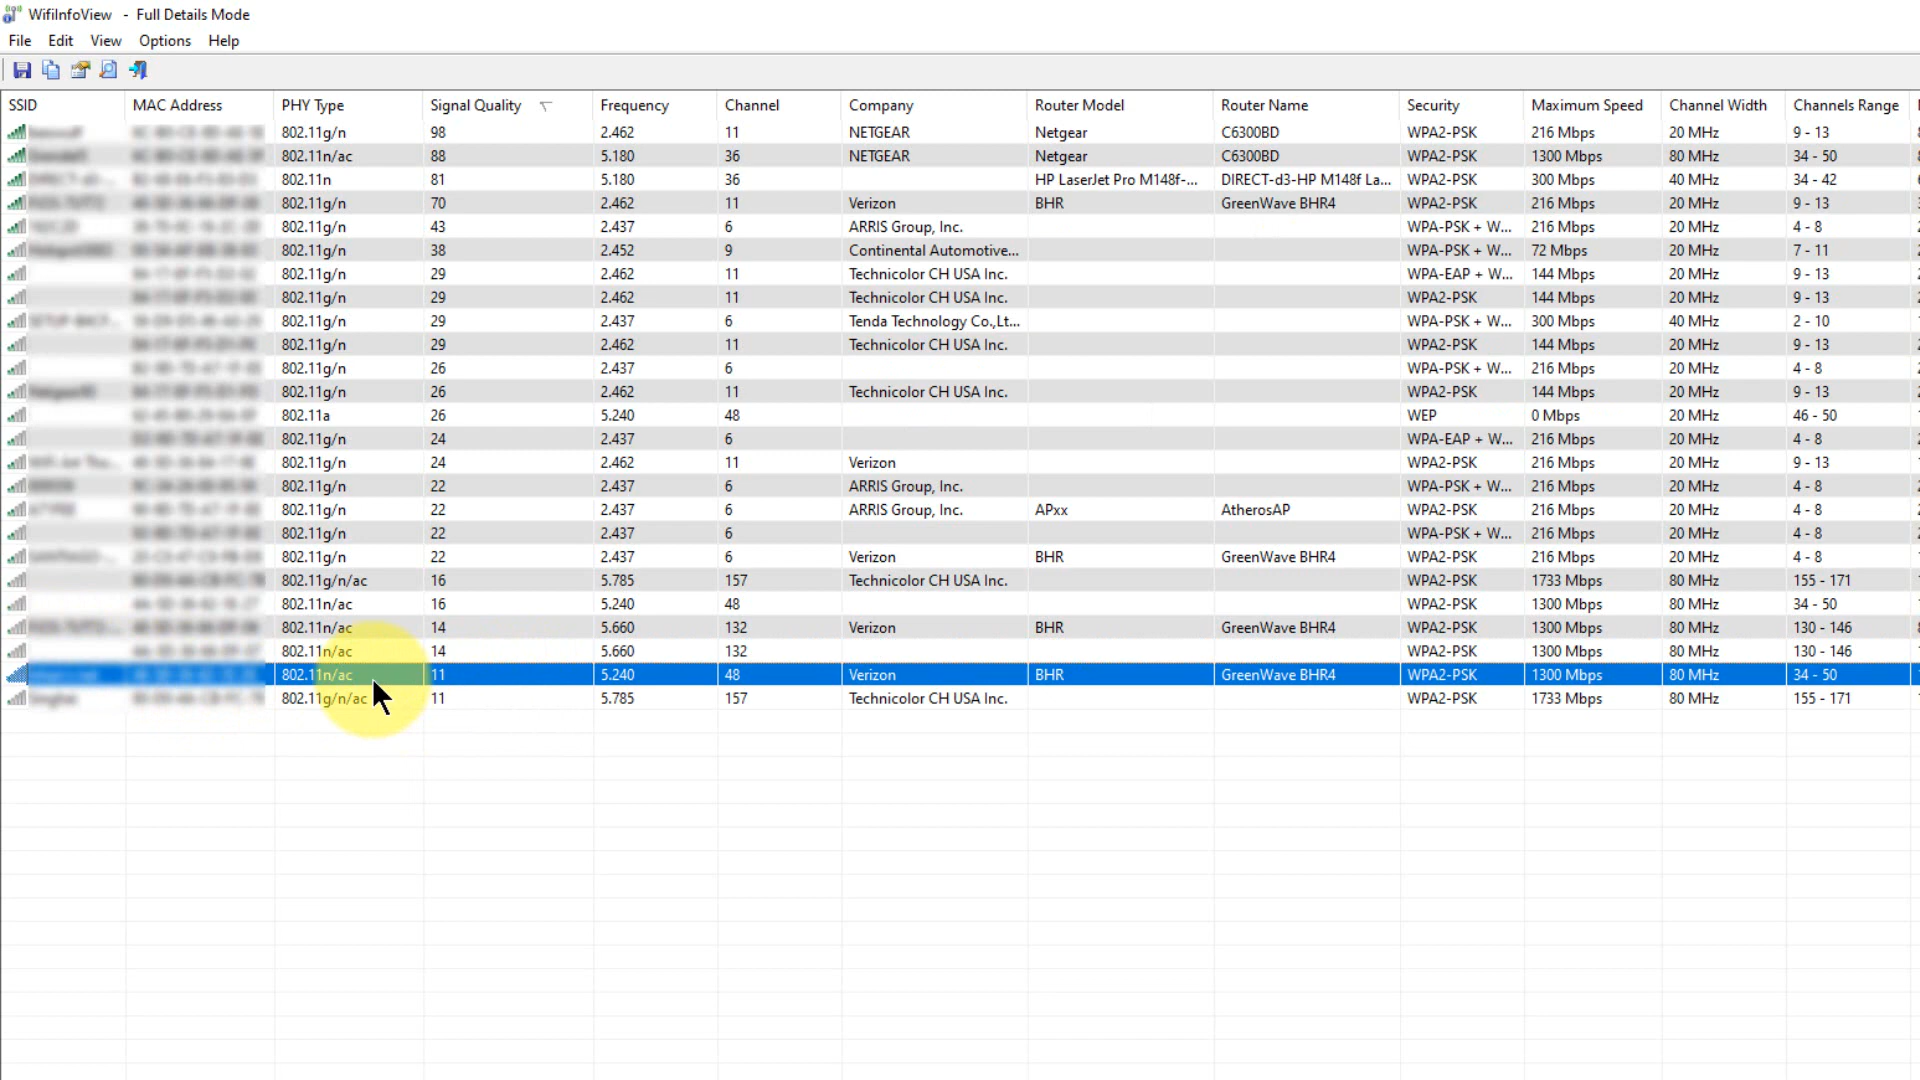 WifiInfoView - Full Details Mode
File Edit View Options Help
SSID MAC Address PHY Type Signal Quality Frequency Channel Company Router Model Router Name Security Maximum Speed Channel Width Channels Range
802.11g/n 98 2.462 11 NETGEAR Netgear C6300BD WPA2-PSK 216 Mbps 20 MHz 9 - 13
802.11n/ac 88 5.180 36 NETGEAR Netgear C6300BD WPA2-PSK 1300 Mbps 80 MHz 34 - 50
802.11n 81 5.180 36 HP LaserJet Pro M148f-... DIRECT-d3-HP M148f La... WPA2-PSK 300 Mbps 40 MHz 34 - 42
802.11g/n 70 2.462 11 Verizon BHR GreenWave BHR4 WPA2-PSK 216 Mbps 20 MHz 9 - 13
802.11g/n 43 2.437 6 ARRIS Group, Inc. WPA-PSK + W... 216 Mbps 20 MHz 4 - 8
802.11g/n 38 2.452 9 Continental Automotive... WPA-PSK + W... 72 Mbps 20 MHz 7 - 11
802.11g/n 29 2.462 11 Technicolor CH USA Inc. WPA-EAP + W... 144 Mbps 20 MHz 9 - 13
802.11g/n 29 2.462 11 Technicolor CH USA Inc. WPA2-PSK 144 Mbps 20 MHz 9 - 13
802.11g/n 29 2.437 6 Tenda Technology Co.,Lt... WPA-PSK + W... 300 Mbps 40 MHz 2 - 10
802.11g/n 29 2.462 11 Technicolor CH USA Inc. WPA2-PSK 144 Mbps 20 MHz 9 - 13
802.11g/n 26 2.437 6 WPA-PSK + W... 216 Mbps 20 MHz 4 - 8
802.11g/n 26 2.462 11 Technicolor CH USA Inc. WPA2-PSK 144 Mbps 20 MHz 9 - 13
802.11a 26 5.240 48 WEP 0 Mbps 20 MHz 46 - 50
802.11g/n 24 2.437 6 WPA-EAP + W... 216 Mbps 20 MHz 4 - 8
802.11g/n 24 2.462 11 Verizon WPA2-PSK 216 Mbps 20 MHz 9 - 13
802.11g/n 22 2.437 6 ARRIS Group, Inc. WPA-PSK + W... 216 Mbps 20 MHz 4 - 8
802.11g/n 22 2.437 6 ARRIS Group, Inc. APxx AtherosAP WPA2-PSK 216 Mbps 20 MHz 4 - 8
802.11g/n 22 2.437 6 WPA-PSK + W... 216 Mbps 20 MHz 4 - 8
802.11g/n 22 2.437 6 Verizon BHR GreenWave BHR4 WPA2-PSK 216 Mbps 20 MHz 4 - 8
802.11g/n/ac 16 5.785 157 Technicolor CH USA Inc. WPA2-PSK 1733 Mbps 80 MHz 155 - 171
802.11n/ac 16 5.240 48 WPA2-PSK 1300 Mbps 80 MHz 34 - 50
802.11n/ac 14 5.660 132 Verizon BHR GreenWave BHR4 WPA2-PSK 1300 Mbps 80 MHz 130 - 146
802.11n/ac 14 5.660 132 WPA2-PSK 1300 Mbps 80 MHz 130 - 146
802.11n/ac 11 5.240 48 Verizon BHR GreenWave BHR4 WPA2-PSK 1300 Mbps 80 MHz 34 - 50
802.11g/n/ac 11 5.785 157 Technicolor CH USA Inc. WPA2-PSK 1733 Mbps 80 MHz 155 - 171